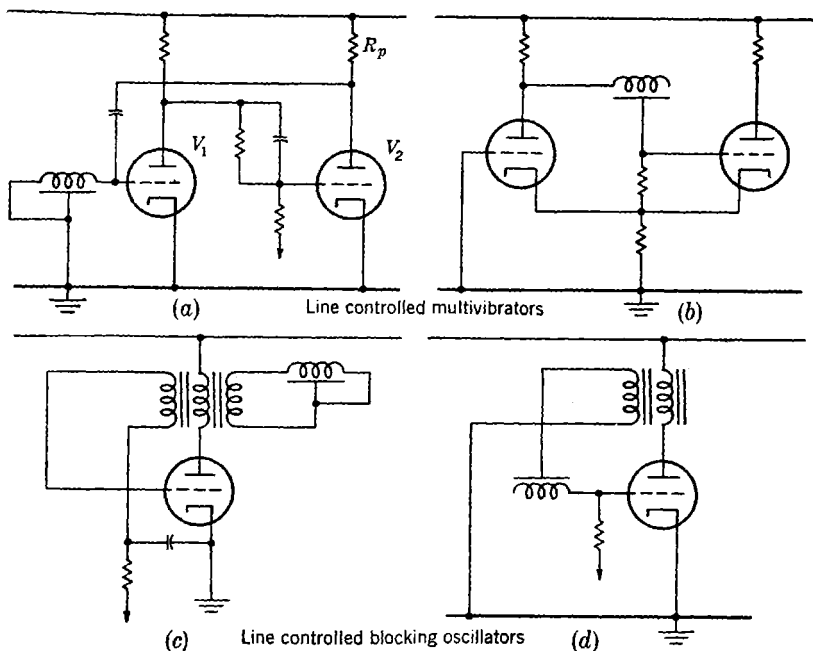 R_p
V_1
V_2
(a) Line controlled multivibrators (b)
(c) Line controlled blocking oscillators (d)